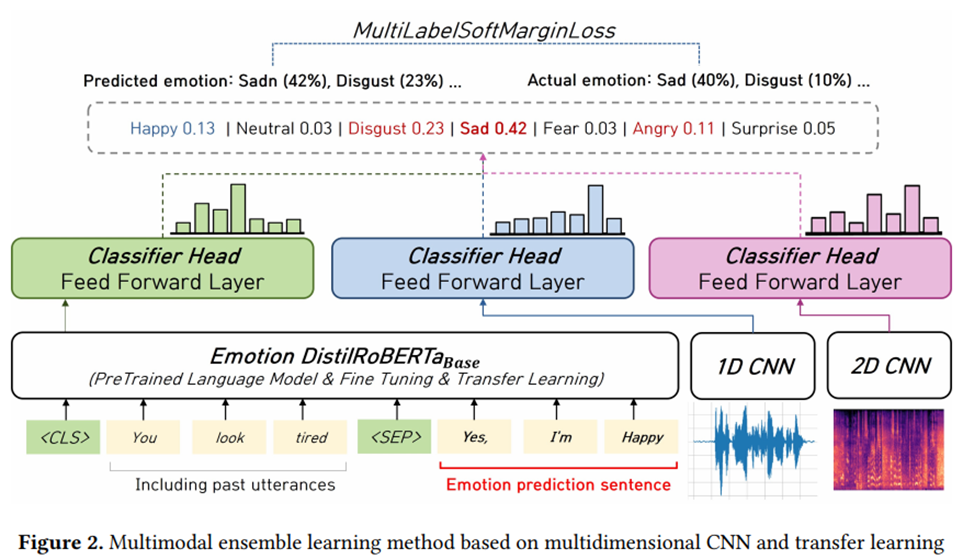 MultiLabelSoftMarginLoss
Predicted emotion: Sadn (42%), Disgust (23%) ... Actual emotion: Sad (40%), Disgust (10%) ...
Happy 0.13 | Neutral 0.03 | Disgust 0.23 | Sad 0.42 | Fear 0.03 | Angry 0.11 | Surprise 0.05
Classifier Head
Feed Forward Layer
Classifier Head
Feed Forward Layer
Classifier Head
Feed Forward Layer
Emotion DistilRoBERTaBase
(PreTrained Language Model & Fine Tuning & Transfer Learning)
1D CNN
2D CNN
<CLS> You look tired <SEP> Yes, I'm Happy
Including past utterances
Emotion prediction sentence
Figure 2. Multimodal ensemble learning method based on multidimensional CNN and transfer learning